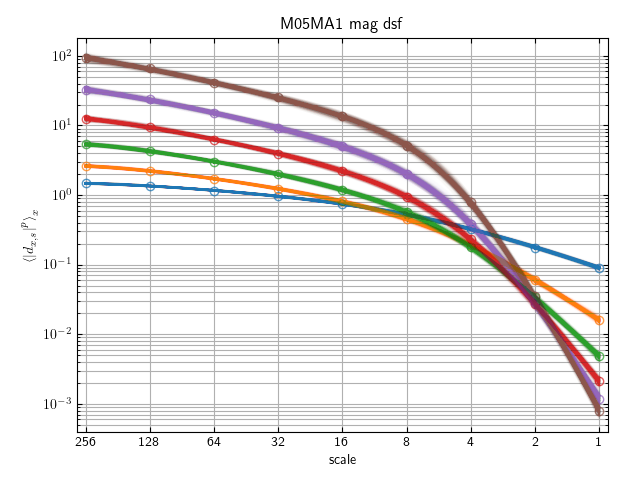 M05MA1 mag dsf
⟨|d_{x,s}|^p⟩_x
10^2
10^1
10^0
10^{-1}
10^{-2}
10^{-3}
256 128 64 32 16 8 4 2 1
scale